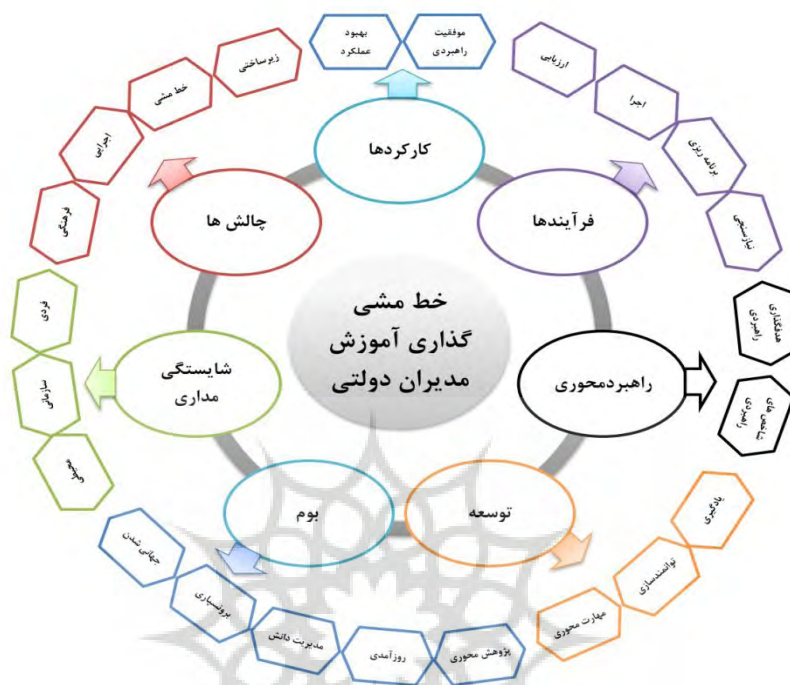 خط مشی
گذاری آموزش
مدیران دولتی
کارکردها
بهبود
عملکرد
موفقیت
راهبردی
فرآیندها
ارزیابی
اجرا
برنامه ریزی
نیازسنجی
راهبردمحوری
هدفگذاری
راهبردی
شاخص های
راهبردی
توسعه
یادگیری
توانمندسازی
مهارت محوری
بوم
پژوهش محوری
روزآمدی
مدیریت دانش
برونسپاری
جهانی شدن
شایستگی
مداری
فردی
سازمانی
محیطی
چالش ها
فرهنگی
اجرایی
خط مشی
زیرساختی